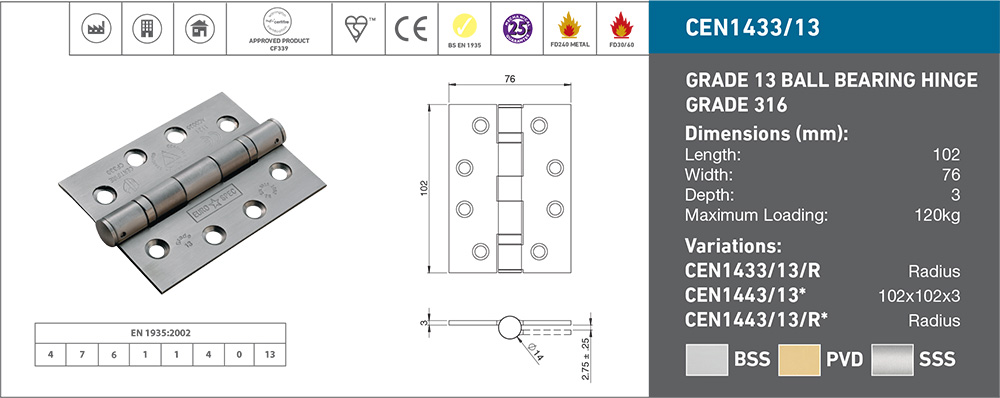 APPROVED PRODUCT
CF339
TM
CE
BS EN 1935
25
FD240 METAL
FD30/60
CEN1433/13
GRADE 13 BALL BEARING HINGE
GRADE 316
Dimensions (mm):
Length: 102
Width: 76
Depth: 3
Maximum Loading: 120kg
Variations:
CEN1433/13/R Radius
CEN1443/13* 102x102x3
CEN1443/13/R* Radius
BSS PVD SSS
EURO SPEC
76
102
3
Ø14
2.75 ± .25
EN 1935:2002
4 7 6 1 1 4 0 13